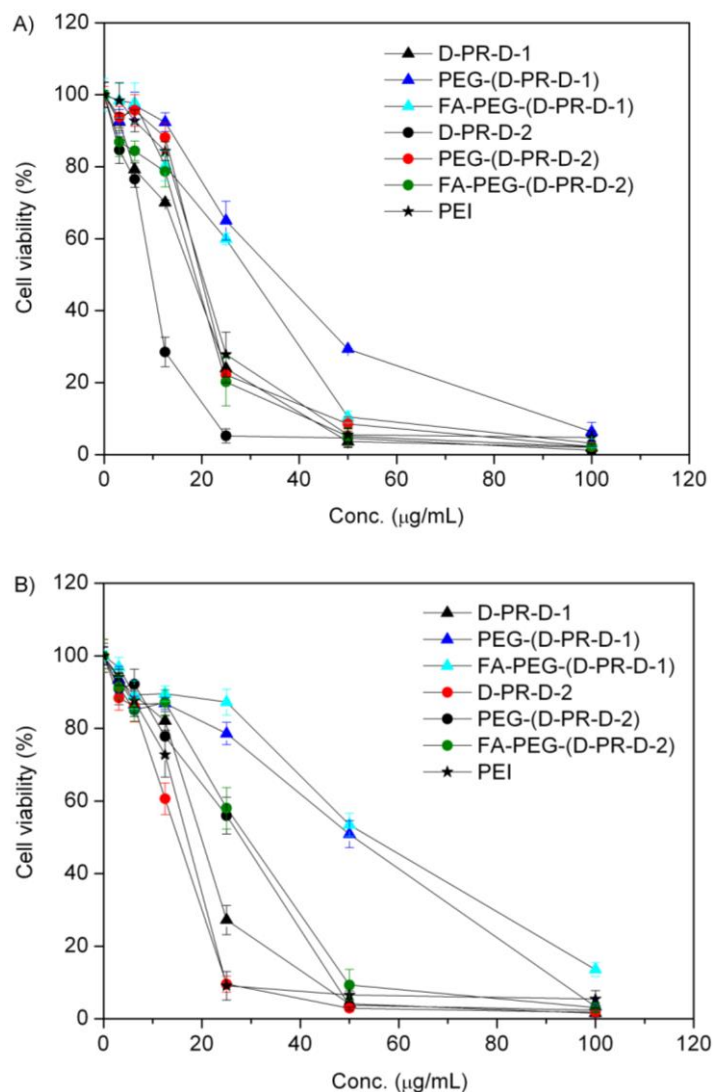 A)
120
100
80
60
40
20
0
Cell viability (%)
D-PR-D-1
PEG-(D-PR-D-1)
FA-PEG-(D-PR-D-1)
D-PR-D-2
PEG-(D-PR-D-2)
FA-PEG-(D-PR-D-2)
PEI
0 20 40 60 80 100 120
Conc. (μg/mL)
B)
120
100
80
60
40
20
0
Cell viability (%)
D-PR-D-1
PEG-(D-PR-D-1)
FA-PEG-(D-PR-D-1)
D-PR-D-2
PEG-(D-PR-D-2)
FA-PEG-(D-PR-D-2)
PEI
0 20 40 60 80 100 120
Conc. (μg/mL)